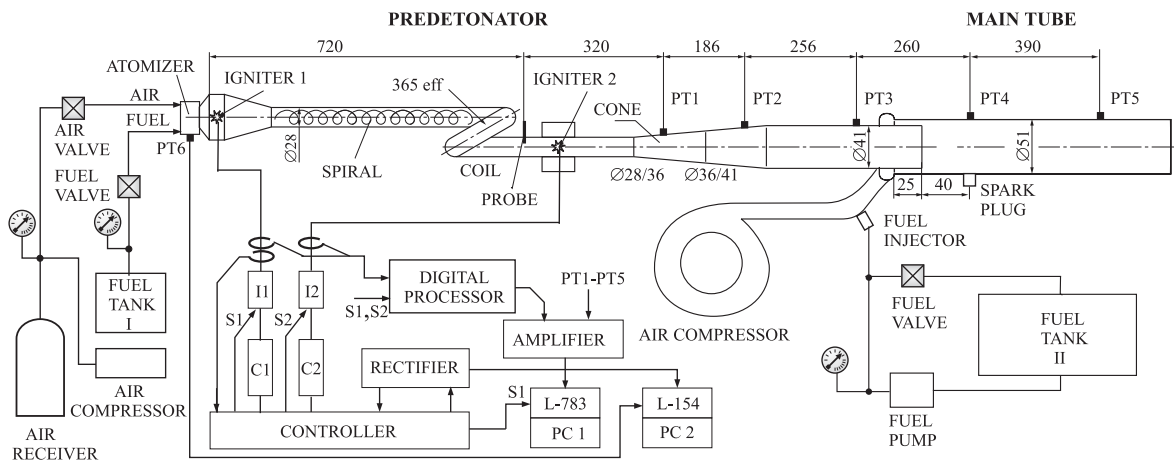 PREDETONATOR
MAIN TUBE
720
320
186
256
260
390
ATOMIZER
IGNITER 1
365 eff
IGNITER 2
CONE
PT1
PT2
PT3
PT4
PT5
AIR
FUEL
AIR
VALVE
PT6
FUEL
VALVE
Ø28
SPIRAL
COIL
PROBE
Ø28/36
Ø36/41
Ø41
Ø51
25
40
SPARK
PLUG
FUEL
INJECTOR
FUEL
TANK
I
I1
I2
S1
S2
C1
C2
DIGITAL
PROCESSOR
S1,S2
PT1-PT5
AMPLIFIER
AIR COMPRESSOR
FUEL
VALVE
FUEL
TANK
II
RECTIFIER
S1
L-783
PC 1
L-154
PC 2
CONTROLLER
AIR
COMPRESSOR
AIR
RECEIVER
FUEL
PUMP